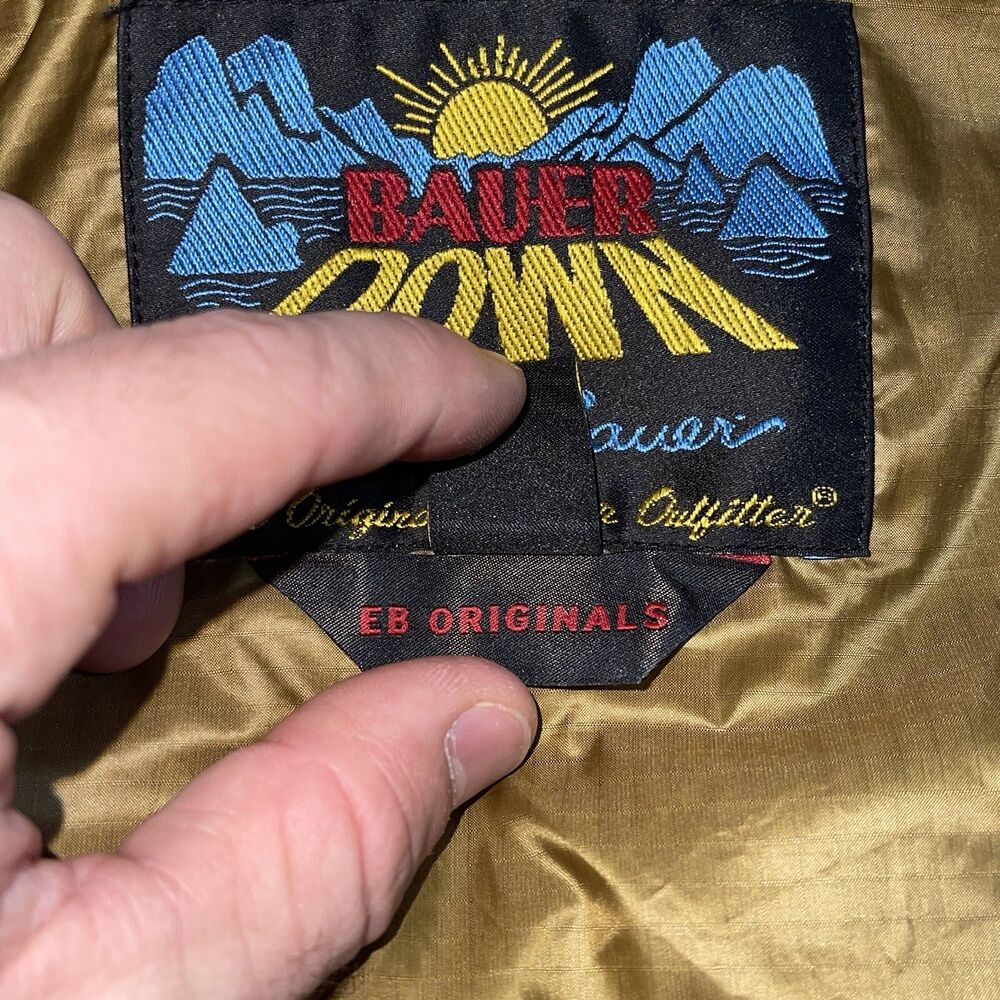 BAUER
DOWN
Outfitter®
EB ORIGINALS